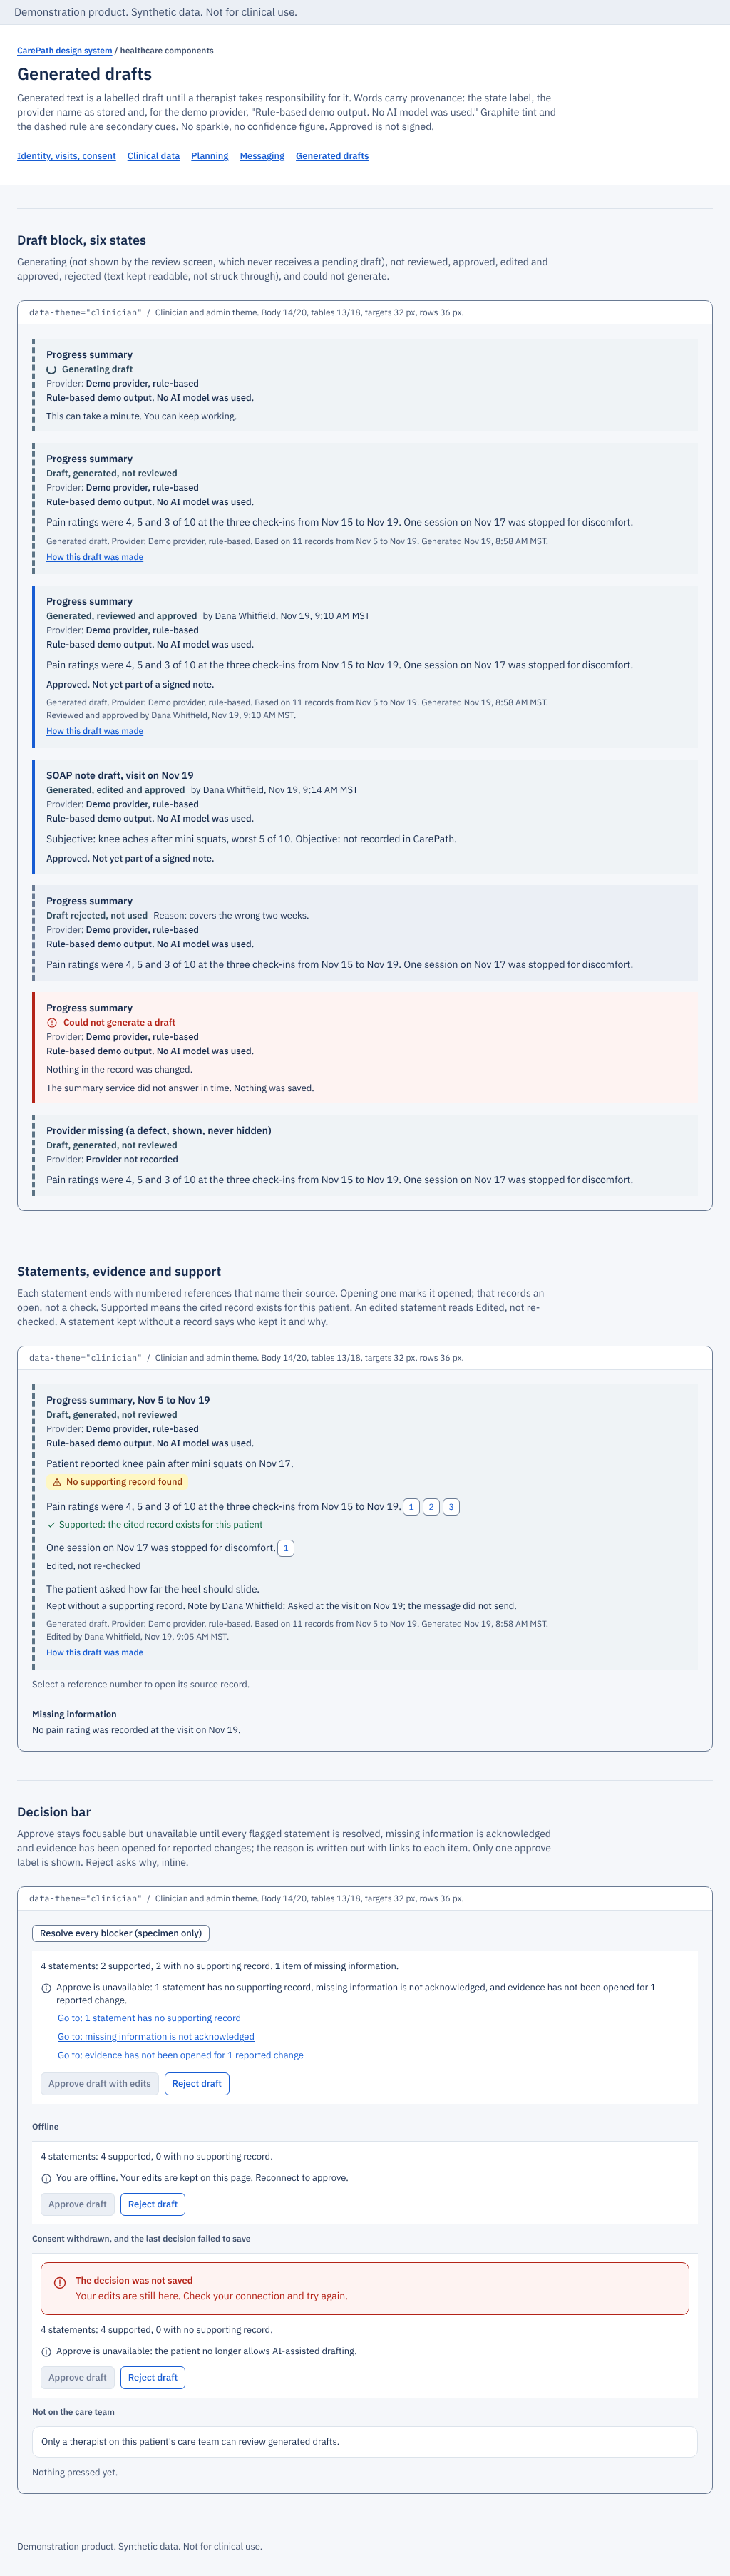 Demonstration product. Synthetic data. Not for clinical use.
CarePath design system / healthcare components
Generated drafts
Generated text is a labelled draft until a therapist takes responsibility for it. Words carry provenance: the state label, the
provider name as stored and, for the demo provider, "Rule-based demo output. No AI model was used." Graphite tint and
the dashed rule are secondary cues. No sparkle, no confidence figure. Approved is not signed.
Identity, visits, consent Clinical data Planning Messaging Generated drafts
Draft block, six states
Generating (not shown by the review screen, which never receives a pending draft), not reviewed, approved, edited and
approved, rejected (text kept readable, not struck through), and could not generate.
data-theme="clinician" / Clinician and admin theme. Body 14/20, tables 13/18, targets 32 px, rows 36 px.
Progress summary
Generating draft
Provider: Demo provider, rule-based
Rule-based demo output. No AI model was used.
This can take a minute. You can keep working.
Progress summary
Draft, generated, not reviewed
Provider: Demo provider, rule-based
Rule-based demo output. No AI model was used.
Pain ratings were 4, 5 and 3 of 10 at the three check-ins from Nov 15 to Nov 19. One session on Nov 17 was stopped for discomfort.
Generated draft. Provider: Demo provider, rule-based. Based on 11 records from Nov 5 to Nov 19. Generated Nov 19, 8:58 AM MST.
How this draft was made
Progress summary
Generated, reviewed and approved by Dana Whitfield, Nov 19, 9:10 AM MST
Provider: Demo provider, rule-based
Rule-based demo output. No AI model was used.
Pain ratings were 4, 5 and 3 of 10 at the three check-ins from Nov 15 to Nov 19. One session on Nov 17 was stopped for discomfort.
Approved. Not yet part of a signed note.
Generated draft. Provider: Demo provider, rule-based. Based on 11 records from Nov 5 to Nov 19. Generated Nov 19, 8:58 AM MST.
Reviewed and approved by Dana Whitfield, Nov 19, 9:10 AM MST.
How this draft was made
SOAP note draft, visit on Nov 19
Generated, edited and approved by Dana Whitfield, Nov 19, 9:14 AM MST
Provider: Demo provider, rule-based
Rule-based demo output. No AI model was used.
Subjective: knee aches after mini squats, worst 5 of 10. Objective: not recorded in CarePath.
Approved. Not yet part of a signed note.
Progress summary
Draft rejected, not used Reason: covers the wrong two weeks.
Provider: Demo provider, rule-based
Rule-based demo output. No AI model was used.
Pain ratings were 4, 5 and 3 of 10 at the three check-ins from Nov 15 to Nov 19. One session on Nov 17 was stopped for discomfort.
Progress summary
Could not generate a draft
Provider: Demo provider, rule-based
Rule-based demo output. No AI model was used.
Nothing in the record was changed.
The summary service did not answer in time. Nothing was saved.
Provider missing (a defect, shown, never hidden)
Draft, generated, not reviewed
Provider: Provider not recorded
Pain ratings were 4, 5 and 3 of 10 at the three check-ins from Nov 15 to Nov 19. One session on Nov 17 was stopped for discomfort.
Statements, evidence and support
Each statement ends with numbered references that name their source. Opening one marks it opened; that records an
open, not a check. Supported means the cited record exists for this patient. An edited statement reads Edited, not re-
checked. A statement kept without a record says who kept it and why.
data-theme="clinician" / Clinician and admin theme. Body 14/20, tables 13/18, targets 32 px, rows 36 px.
Progress summary, Nov 5 to Nov 19
Draft, generated, not reviewed
Provider: Demo provider, rule-based
Rule-based demo output. No AI model was used.
Patient reported knee pain after mini squats on Nov 17.
No supporting record found
Pain ratings were 4, 5 and 3 of 10 at the three check-ins from Nov 15 to Nov 19. 1 2 3
Supported: the cited record exists for this patient
One session on Nov 17 was stopped for discomfort. 1
Edited, not re-checked
The patient asked how far the heel should slide.
Kept without a supporting record. Note by Dana Whitfield: Asked at the visit on Nov 19; the message did not send.
Generated draft. Provider: Demo provider, rule-based. Based on 11 records from Nov 5 to Nov 19. Generated Nov 19, 8:58 AM MST.
Edited by Dana Whitfield, Nov 19, 9:05 AM MST.
How this draft was made
Select a reference number to open its source record.
Missing information
No pain rating was recorded at the visit on Nov 19.
Decision bar
Approve stays focusable but unavailable until every flagged statement is resolved, missing information is acknowledged
and evidence has been opened for reported changes; the reason is written out with links to each item. Only one approve
label is shown. Reject asks why, inline.
data-theme="clinician" / Clinician and admin theme. Body 14/20, tables 13/18, targets 32 px, rows 36 px.
Resolve every blocker (specimen only)
4 statements: 2 supported, 2 with no supporting record. 1 item of missing information.
Approve is unavailable: 1 statement has no supporting record, missing information is not acknowledged, and evidence has not been opened for 1
reported change.
Go to: 1 statement has no supporting record
Go to: missing information is not acknowledged
Go to: evidence has not been opened for 1 reported change
Approve draft with edits Reject draft
Offline
4 statements: 4 supported, 0 with no supporting record.
You are offline. Your edits are kept on this page. Reconnect to approve.
Approve draft Reject draft
Consent withdrawn, and the last decision failed to save
The decision was not saved
Your edits are still here. Check your connection and try again.
4 statements: 4 supported, 0 with no supporting record.
Approve is unavailable: the patient no longer allows AI-assisted drafting.
Approve draft Reject draft
Not on the care team
Only a therapist on this patient's care team can review generated drafts.
Nothing pressed yet.
Demonstration product. Synthetic data. Not for clinical use.